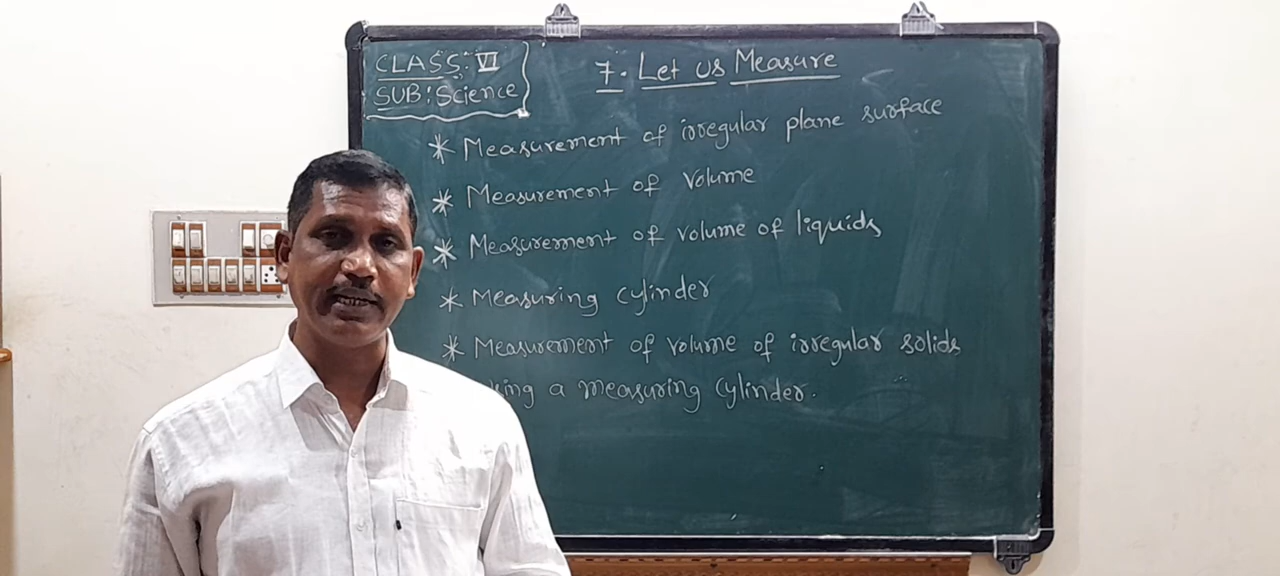 CLASS: VI
SUB: Science
7. Let us Measure
* Measurement of irregular plane surface
* Measurement of volume
* Measurement of volume of liquids
* Measuring cylinder
* Measurement of volume of irregular solids
a measuring cylinder.